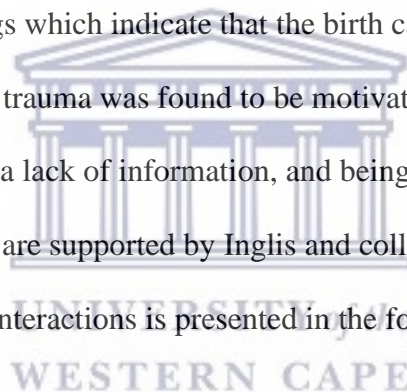 gs which indicate that the birth ca
trauma was found to be motivat
a lack of information, and being
are supported by Inglis and coll
UNIVERSITY of the
nteractions is presented in the fo
WESTERN CAPE